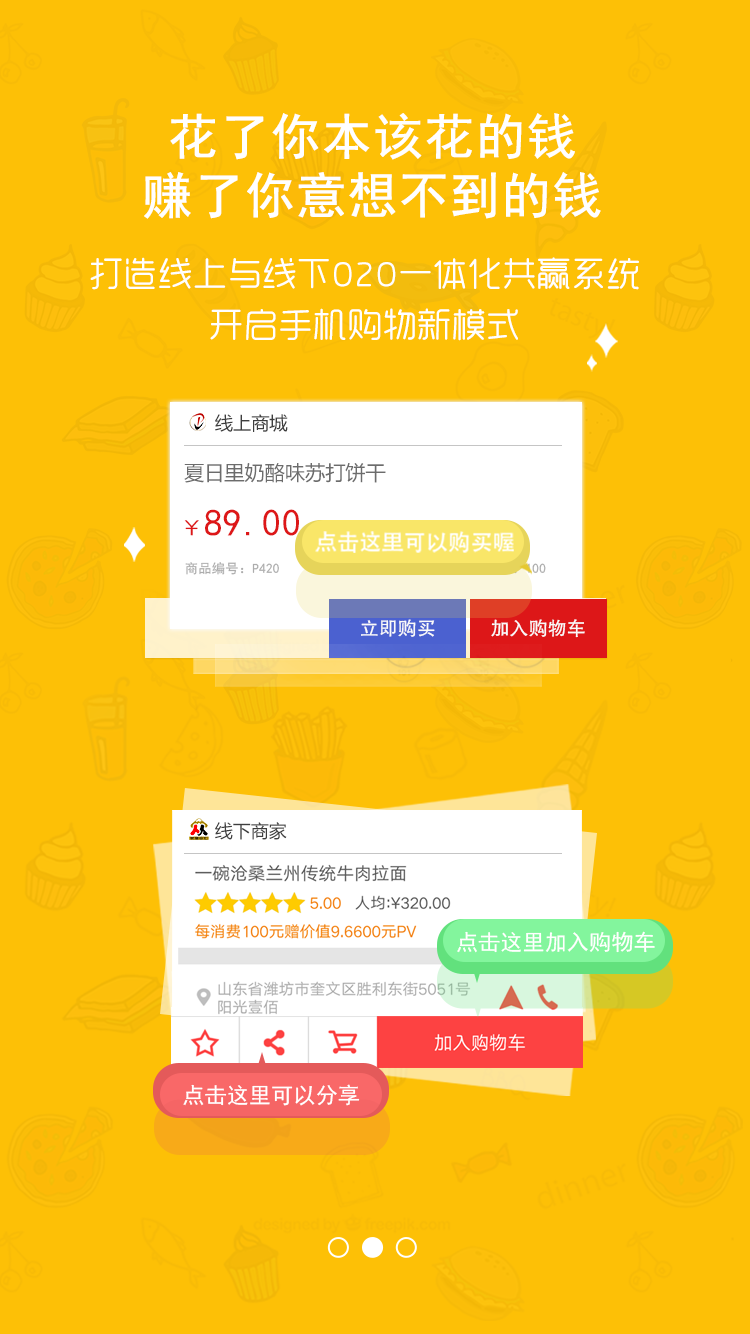 花了你本该花的钱
赚了你意想不到的钱
打造线上与线下O2O一体化共赢系统
开启手机购物新模式
tasty
线上商城
夏日里奶酪味苏打饼干
¥89.00
点击这里可以购买喔
商品编号：P420
.00
立即购买
加入购物车
线下商家
一碗沧桑兰州传统牛肉拉面
5.00 人均:¥320.00
每消费100元赠价值9.6600元PV
点击这里加入购物车
山东省潍坊市奎文区胜利东街5051号
阳光壹佰
加入购物车
点击这里可以分享
dinner
designed by freepik.com